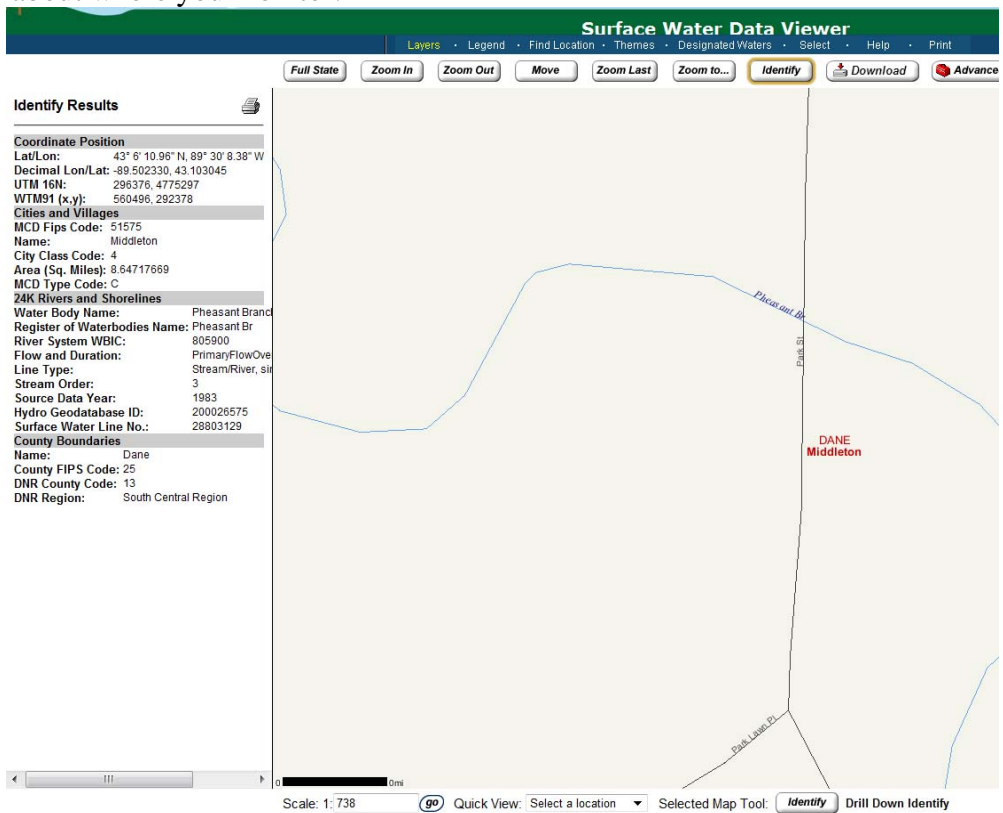 Surface Water Data Viewer
Layers · Legend · Find Location · Themes · Designated Waters · Select · Help · Print
Full State Zoom In Zoom Out Move Zoom Last Zoom to... Identify Download Advance
Identify Results
Coordinate Position
Lat/Lon: 43° 6' 10.96" N, 89° 30' 8.38" W
Decimal Lon/Lat: -89.502330, 43.103045
UTM 16N: 296376, 4775297
WTM91 (x,y): 560496, 292378
Cities and Villages
MCD Fips Code: 51575
Name: Middleton
City Class Code: 4
Area (Sq. Miles): 8.64717669
MCD Type Code: C
24K Rivers and Shorelines
Water Body Name: Pheasant Branc
Register of Waterbodies Name: Pheasant Br
River System WBIC: 805900
Flow and Duration: PrimaryFlowOve
Line Type: Stream/River, sin
Stream Order: 3
Source Data Year: 1983
Hydro Geodatabase ID: 200026575
Surface Water Line No.: 28803129
County Boundaries
Name: Dane
County FIPS Code: 25
DNR County Code: 13
DNR Region: South Central Region
Pheasant Br
Park St
DANE
Middleton
Park Lawn Pl
0 0mi
Scale: 1: 738 go Quick View: Select a location Selected Map Tool: Identify Drill Down Identify